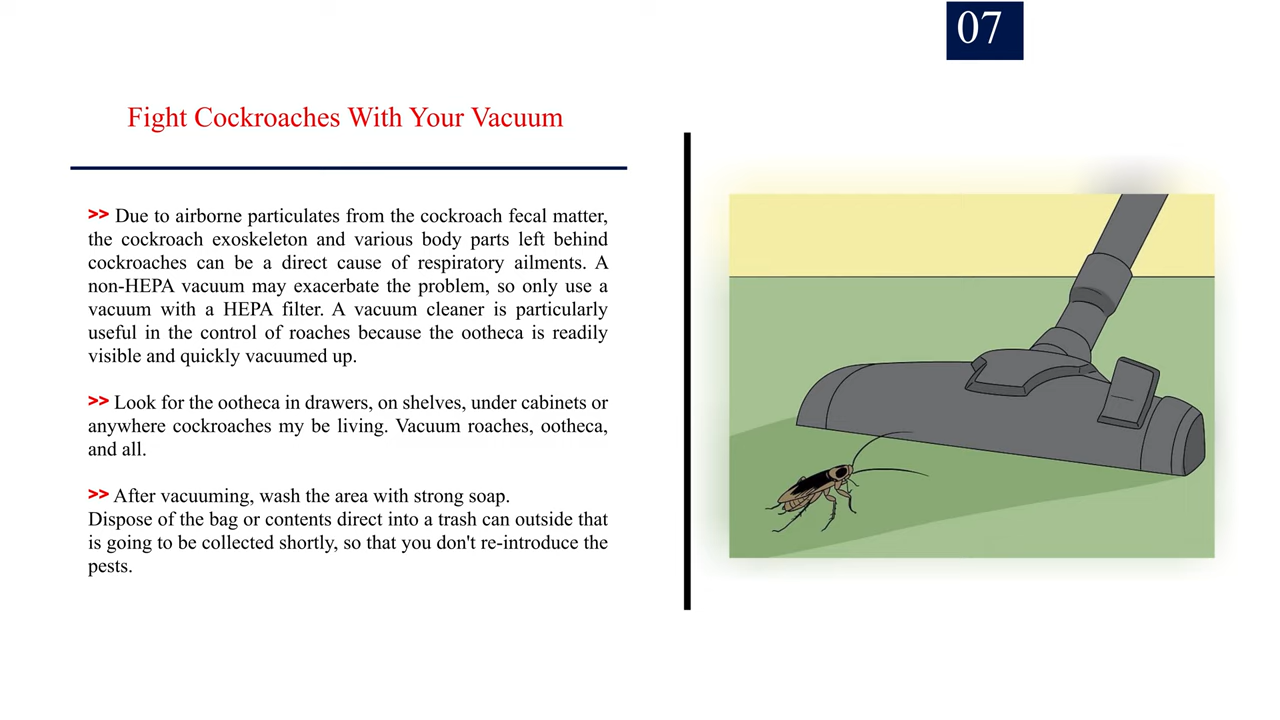 07
Fight Cockroaches With Your Vacuum
>> Due to airborne particulates from the cockroach fecal matter,
the cockroach exoskeleton and various body parts left behind
cockroaches can be a direct cause of respiratory ailments. A
non-HEPA vacuum may exacerbate the problem, so only use a
vacuum with a HEPA filter. A vacuum cleaner is particularly
useful in the control of roaches because the ootheca is readily
visible and quickly vacuumed up.
>> Look for the ootheca in drawers, on shelves, under cabinets or
anywhere cockroaches my be living. Vacuum roaches, ootheca,
and all.
>> After vacuuming, wash the area with strong soap.
Dispose of the bag or contents direct into a trash can outside that
is going to be collected shortly, so that you don't re-introduce the
pests.